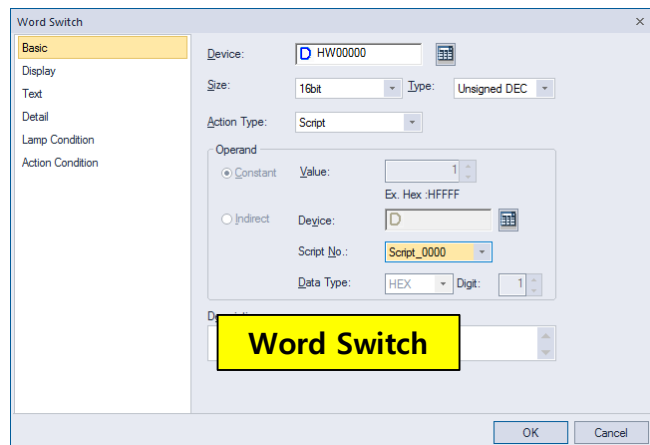 Word Switch
Basic
Display
Text
Detail
Lamp Condition
Action Condition
Device: D HW00000
Size: 16bit Type: Unsigned DEC
Action Type: Script
Operand
Constant Value: 1
Ex. Hex :HFFFF
Indirect Device: D
Script No.: Script_0000
Data Type: HEX Digit: 1
Word Switch
OK Cancel